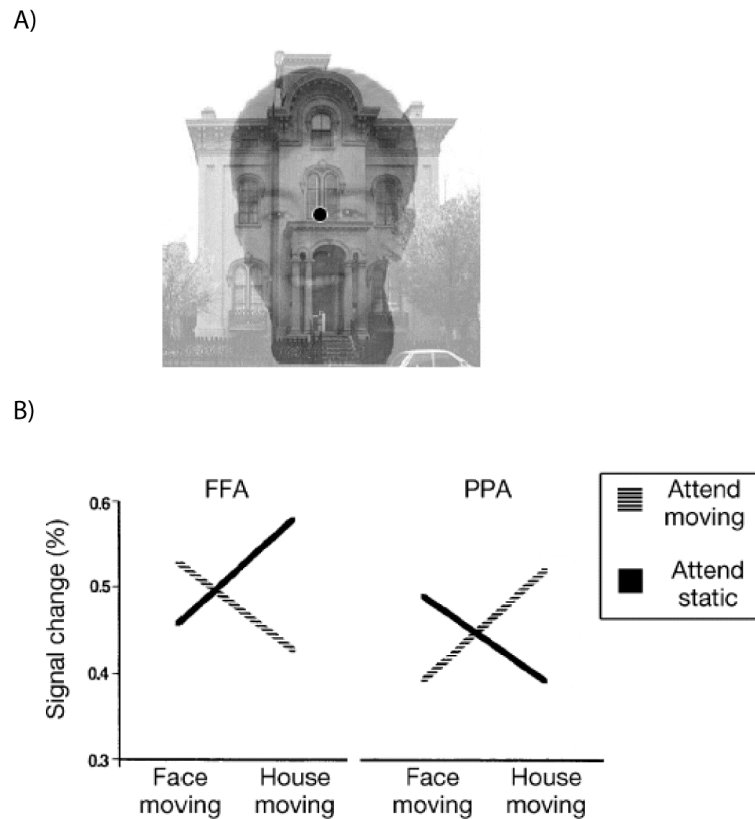 A)
B)
FFA
PPA
Attend
moving
Attend
static
Signal change (%)
0.6
0.5
0.4
0.3
Face
moving
House
moving
Face
moving
House
moving